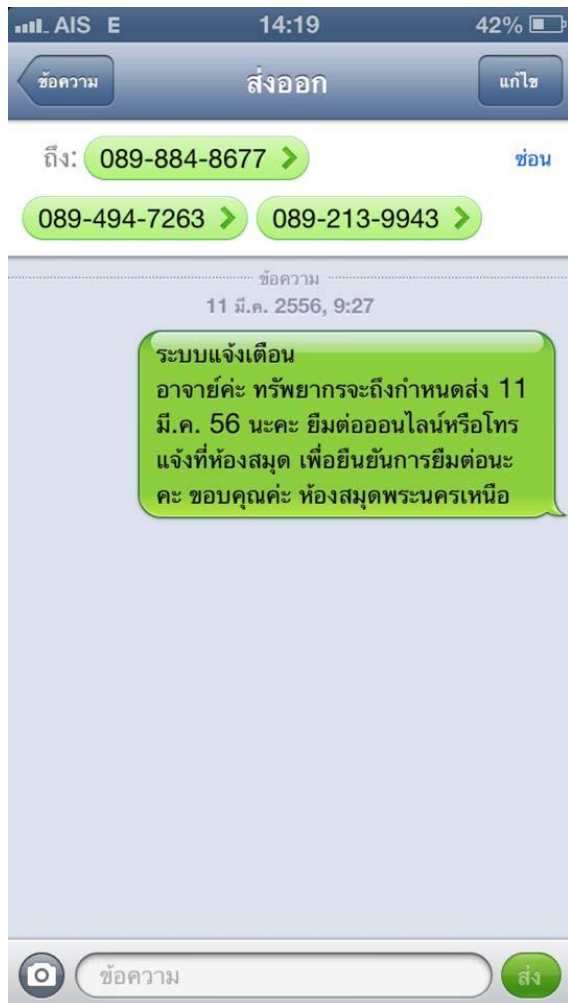 AIS E 14:19 42%
ข้อความ ส่งออก แก้ไข
ถึง: 089-884-8677 ซ่อน
089-494-7263 089-213-9943
ข้อความ
11 มี.ค. 2556, 9:27
ระบบแจ้งเตือน
อาจาย์ค่ะ ทรัพยากรจะถึงกำหนดส่ง 11
มี.ค. 56 นะคะ ยืมต่อออนไลน์หรือโทร
แจ้งที่ห้องสมุด เพื่อยืนยันการยืมต่อนะ
คะ ขอบคุณค่ะ ห้องสมุดพระนครเหนือ
ข้อความ ส่ง